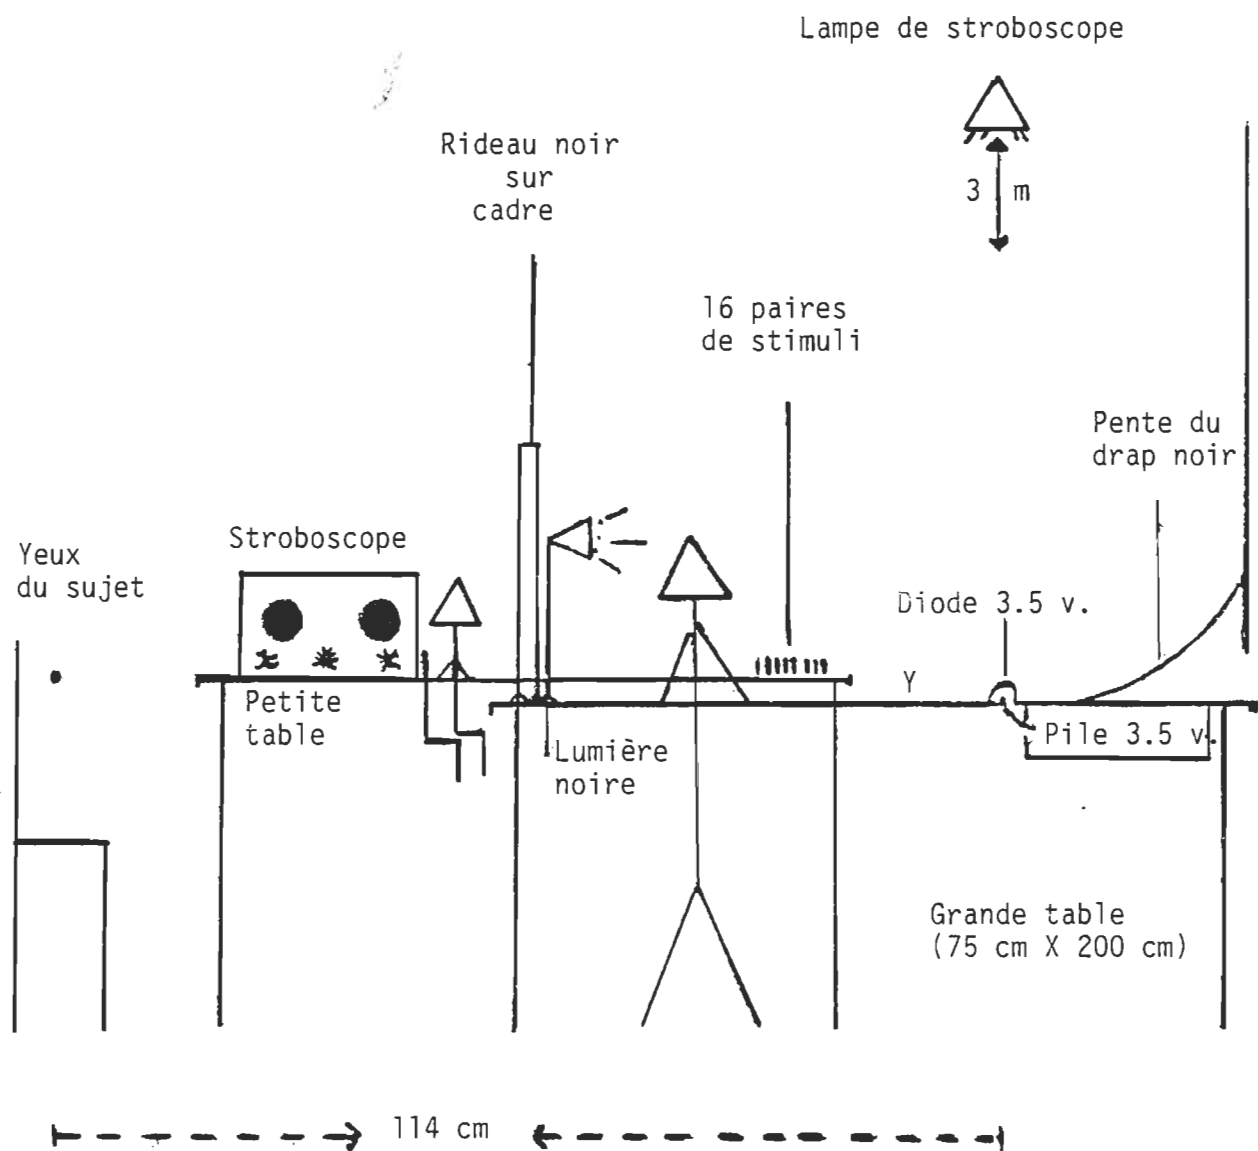 Lampe de stroboscope
3 m
Rideau noir
sur
cadre
16 paires
de stimuli
Pente du
drap noir
Stroboscope
Yeux
du sujet
Diode 3.5 v.
Y
Petite
table
Pile 3.5 v.
Lumière
noire
Grande table
(75 cm X 200 cm)
114 cm